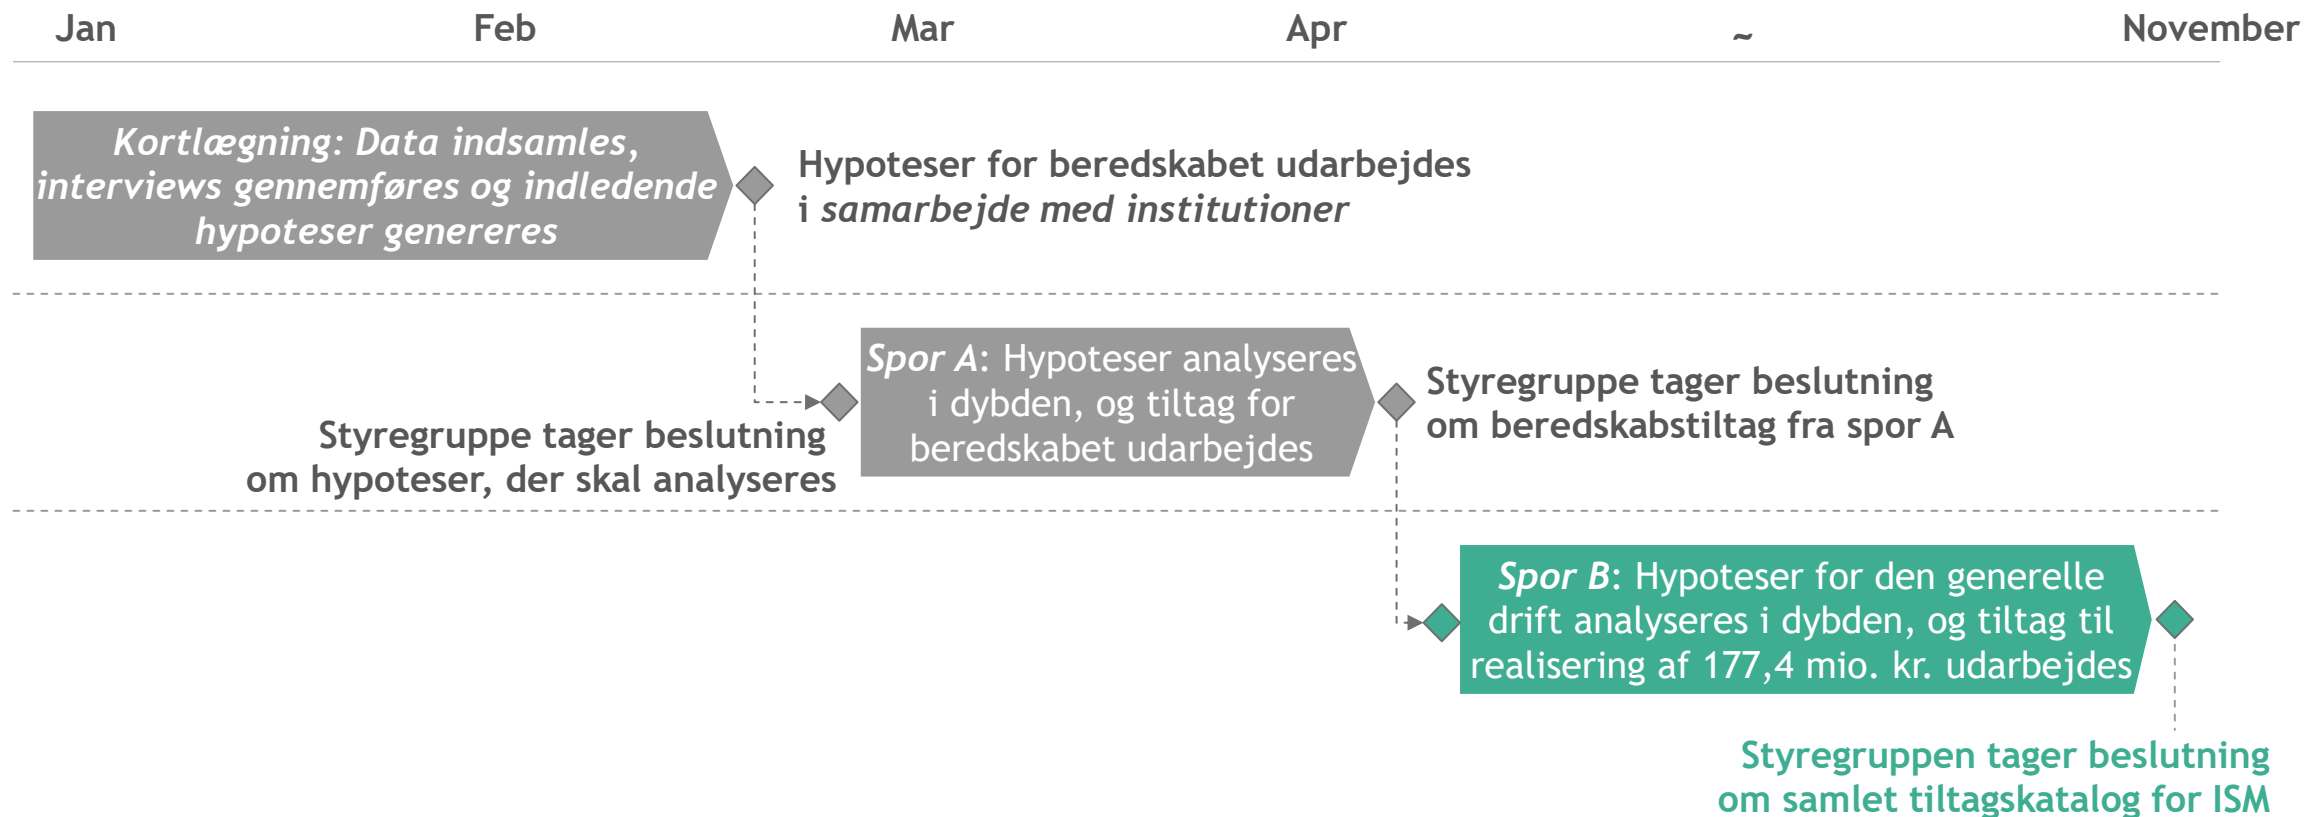 Jan Feb Mar Apr ~ November
Kortlægning: Data indsamles,
interviews gennemføres og indledende
hypoteser genereres
Hypoteser for beredskabet udarbejdes
i samarbejde med institutioner
Styregruppe tager beslutning
om hypoteser, der skal analyseres
Spor A: Hypoteser analyseres
i dybden, og tiltag for
beredskabet udarbejdes
Styregruppe tager beslutning
om beredskabstiltag fra spor A
Spor B: Hypoteser for den generelle
drift analyseres i dybden, og tiltag til
realisering af 177,4 mio. kr. udarbejdes
Styregruppen tager beslutning
om samlet tiltagskatalog for ISM